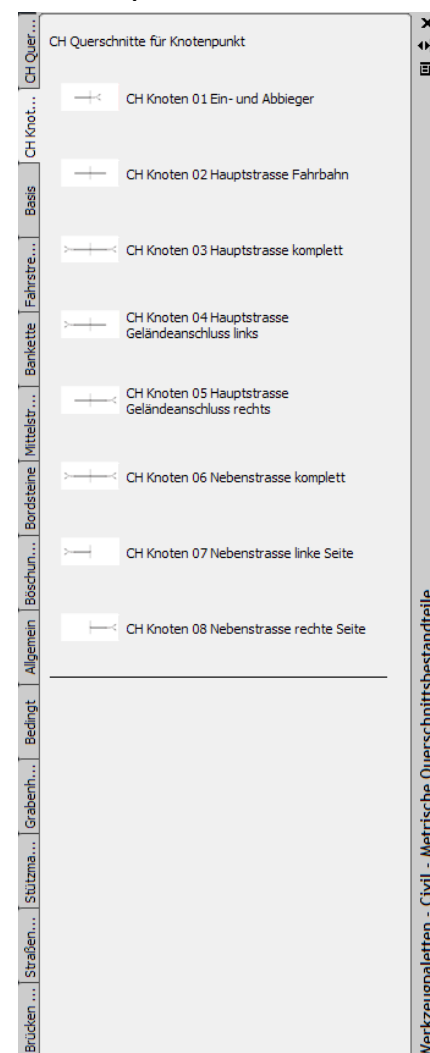 CH Quer...
CH Knot...
Basis
Fahrstre...
Bankette
Mittelstr...
Bordsteine
Böschun...
Allgemein
Bedingt
Grabenh...
Stützma...
Straßen...
Brücken ...
CH Querschnitte für Knotenpunkt
CH Knoten 01 Ein- und Abbieger
CH Knoten 02 Hauptstrasse Fahrbahn
CH Knoten 03 Hauptstrasse komplett
CH Knoten 04 Hauptstrasse
Geländeanschluss links
CH Knoten 05 Hauptstrasse
Geländeanschluss rechts
CH Knoten 06 Nebenstrasse komplett
CH Knoten 07 Nebenstrasse linke Seite
CH Knoten 08 Nebenstrasse rechte Seite
Werkzeugpaletten - Civil - Metrische Querschnittsbestandteile